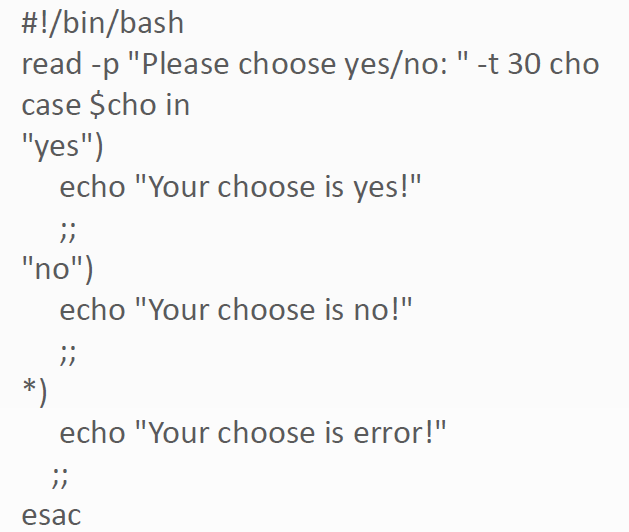 #!/bin/bash
read -p "Please choose yes/no: " -t 30 cho
case $cho in
"yes")
echo "Your choose is yes!"
;;
"no")
echo "Your choose is no!"
;;
*)
echo "Your choose is error!"
;;
esac